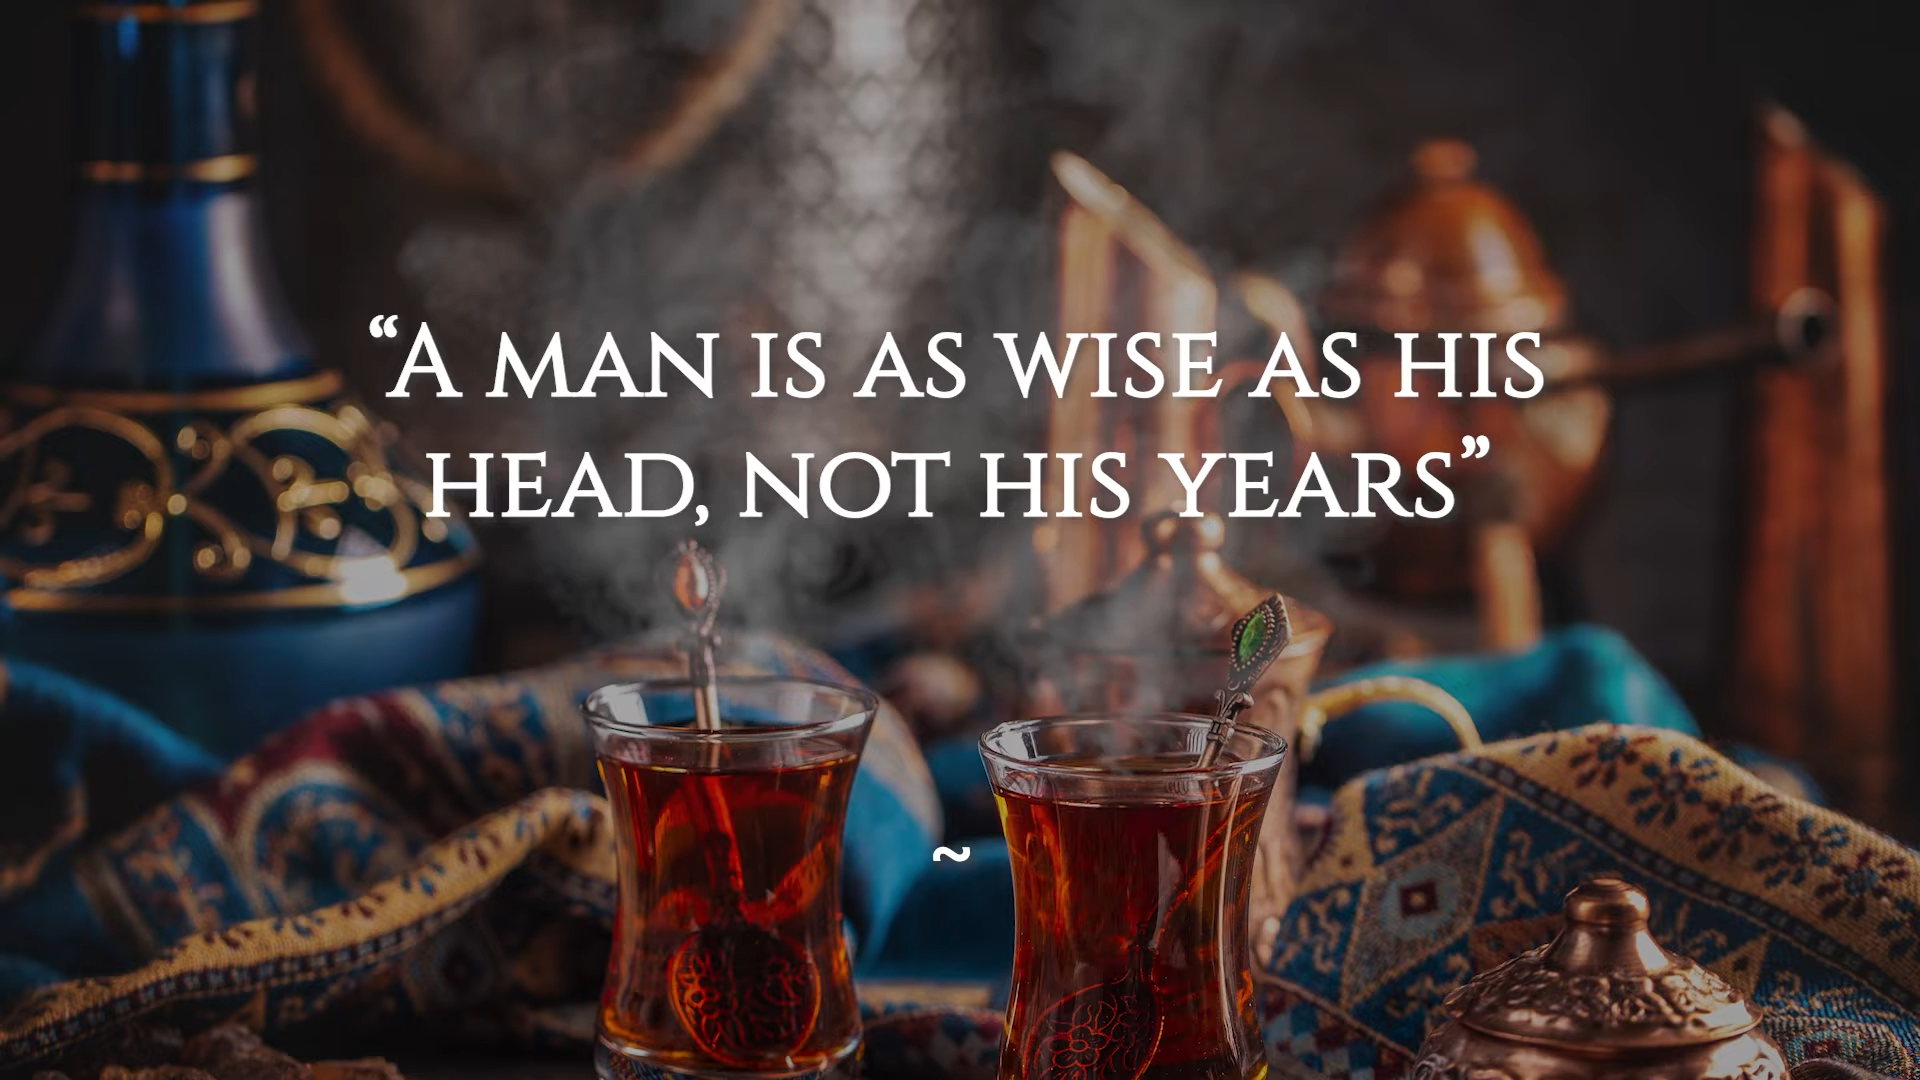 “A man is as wise as his
head, not his years”
~